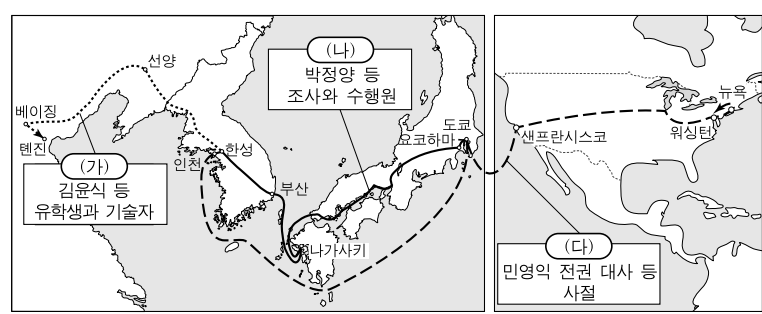 선양
베이징
톈진
(가)
김윤식 등
유학생과 기술자
인천
한성
부산
(나)
박정양 등
조사와 수행원
도쿄
요코하마
나가사키
뉴욕
워싱턴
샌프란시스코
(다)
민영익 전권 대사 등
사절